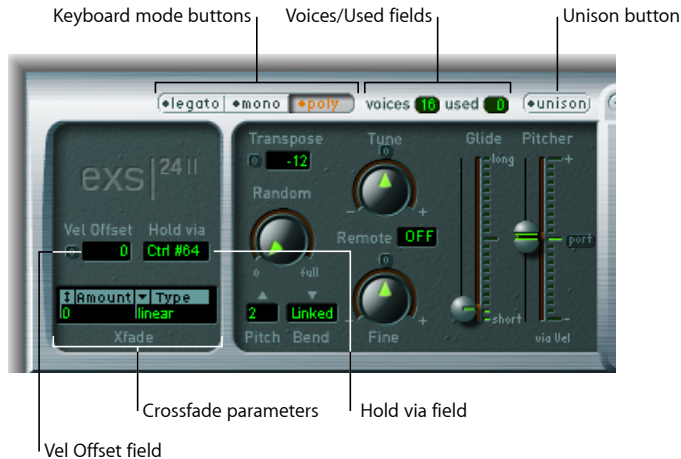 Keyboard mode buttons Voices/Used fields Unison button
legato mono poly voices 16 used 0 unison
exs 24 II
Transpose Tune Glide Pitcher
0 -12 0 long +
Random
Vel Offset Hold via
0 0 Ctrl #64
- +
Remote OFF port
0 full 0
Amount Type
0 linear
2 Linked - + short -
Xfade Pitch Bend Fine via Vel
Crossfade parameters Hold via field
Vel Offset field